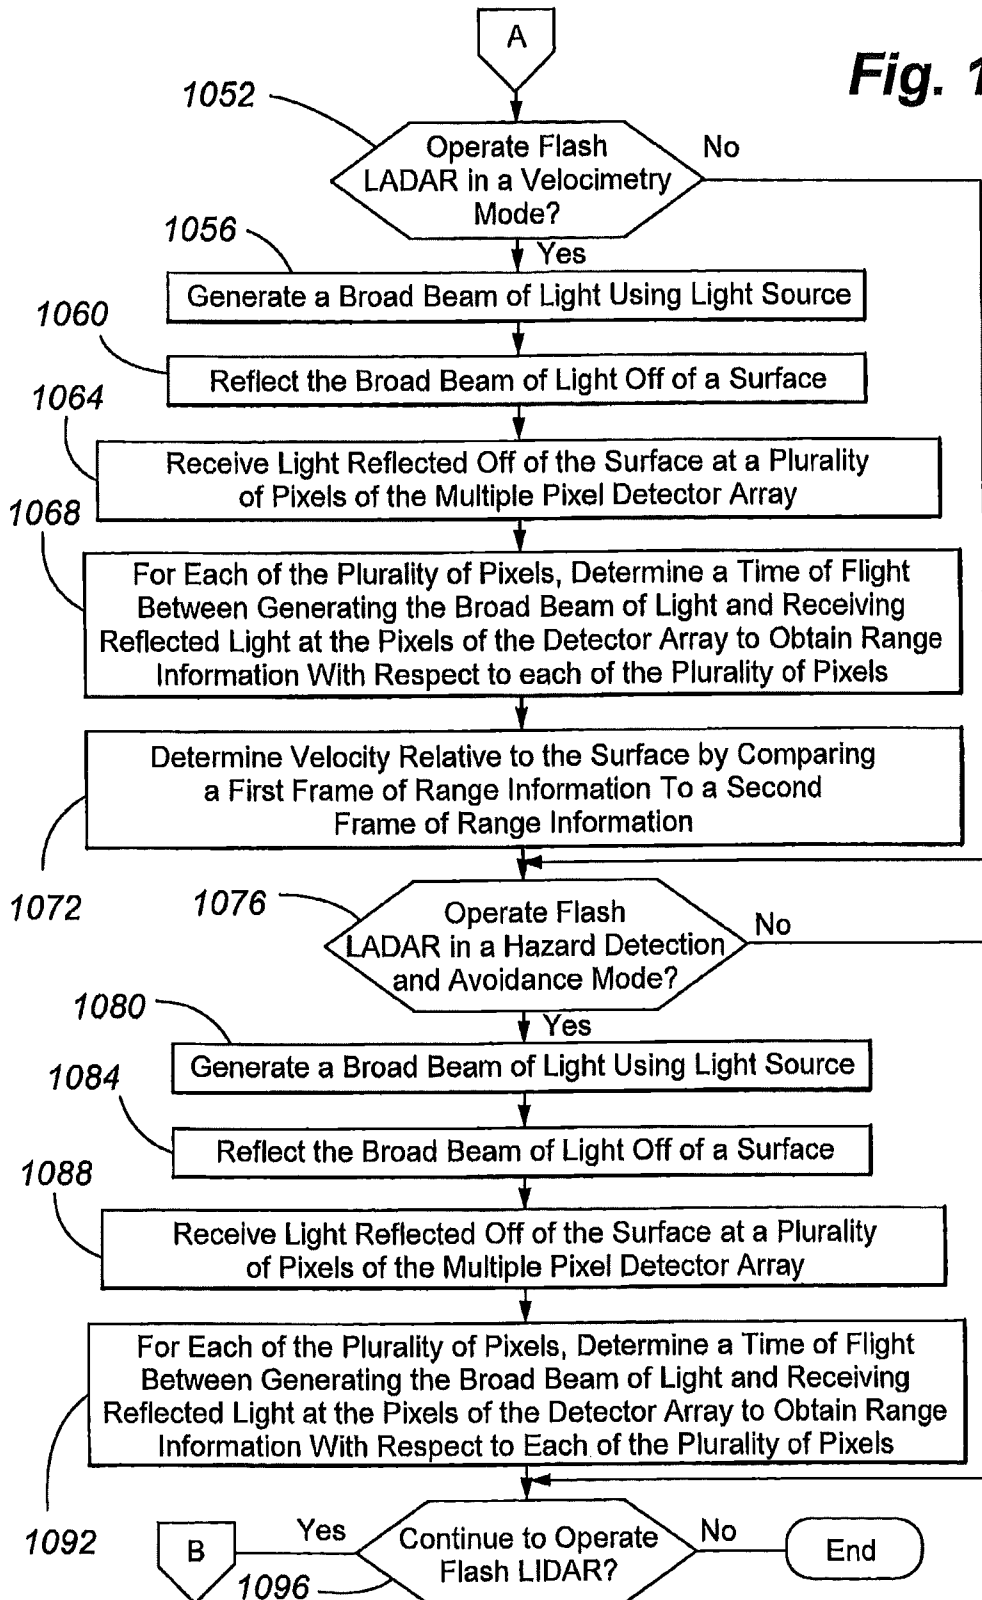 A
Fig. 1
1052
Operate Flash
LADAR in a Velocimetry
Mode?
No
Yes
1056
Generate a Broad Beam of Light Using Light Source
1060
Reflect the Broad Beam of Light Off of a Surface
1064
Receive Light Reflected Off of the Surface at a Plurality
of Pixels of the Multiple Pixel Detector Array
1068
For Each of the Plurality of Pixels, Determine a Time of Flight
Between Generating the Broad Beam of Light and Receiving
Reflected Light at the Pixels of the Detector Array to Obtain Range
Information With Respect to each of the Plurality of Pixels
Determine Velocity Relative to the Surface by Comparing
a First Frame of Range Information To a Second
Frame of Range Information
1072
1076
Operate Flash
LADAR in a Hazard Detection
and Avoidance Mode?
No
Yes
1080
Generate a Broad Beam of Light Using Light Source
1084
Reflect the Broad Beam of Light Off of a Surface
1088
Receive Light Reflected Off of the Surface at a Plurality
of Pixels of the Multiple Pixel Detector Array
For Each of the Plurality of Pixels, Determine a Time of Flight
Between Generating the Broad Beam of Light and Receiving
Reflected Light at the Pixels of the Detector Array to Obtain Range
Information With Respect to Each of the Plurality of Pixels
1092
B
Yes
Continue to Operate
Flash LIDAR?
No
End
1096